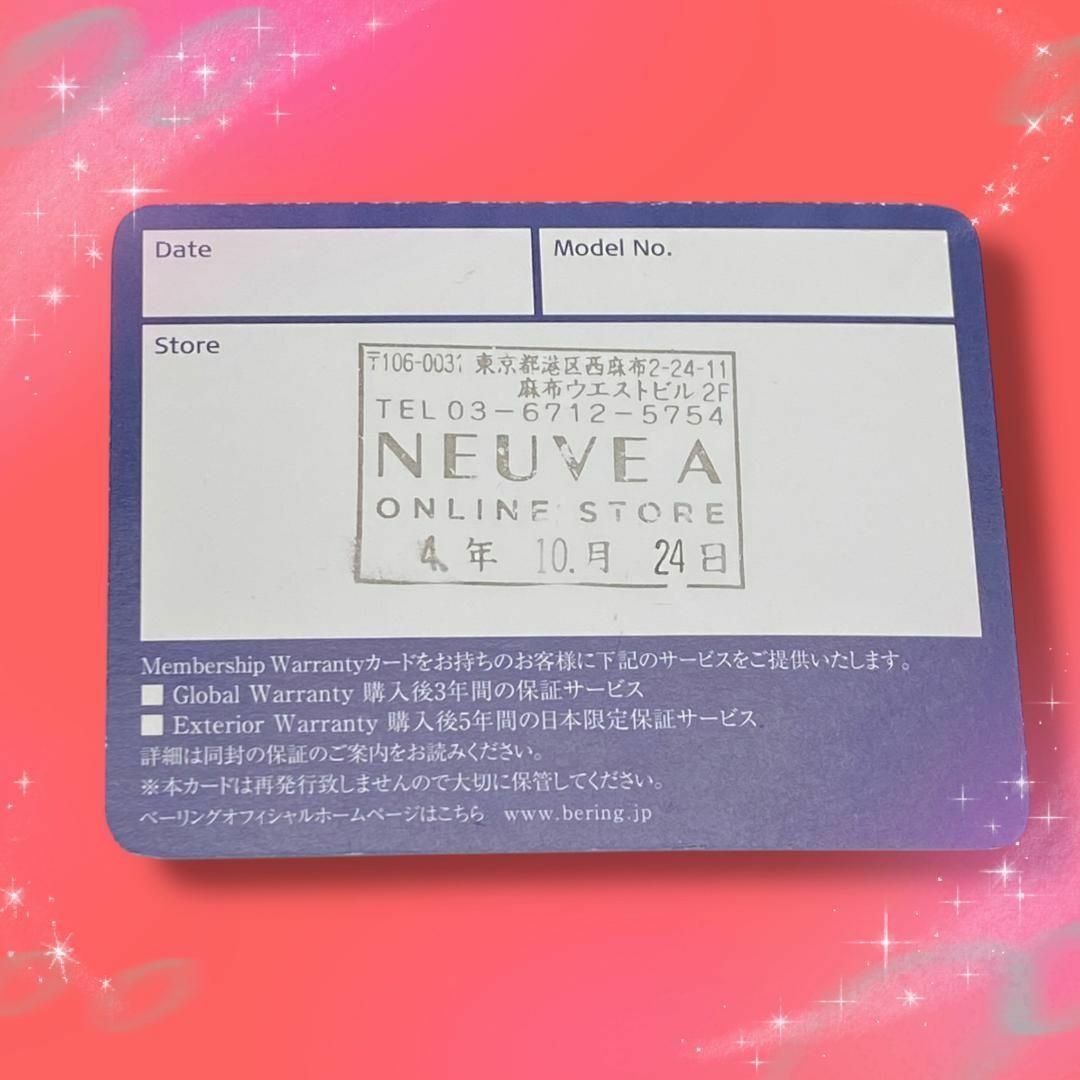 Date
Model No.
Store
〒106-0031 東京都港区西麻布2-24-11
麻布ウエストビル 2F
TEL 03-6712-5754
NEUVE A
ONLINE STORE
4. 年 10. 月 24 日
Membership Warrantyカードをお持ちのお客様に下記のサービスをご提供いたします。
■ Global Warranty 購入後3年間の保証サービス
■ Exterior Warranty 購入後5年間の日本限定保証サービス
詳細は同封の保証のご案内をお読みください。
※本カードは再発行致しませんので大切に保管してください。
ベーリングオフィシャルホームページはこちら www.bering.jp